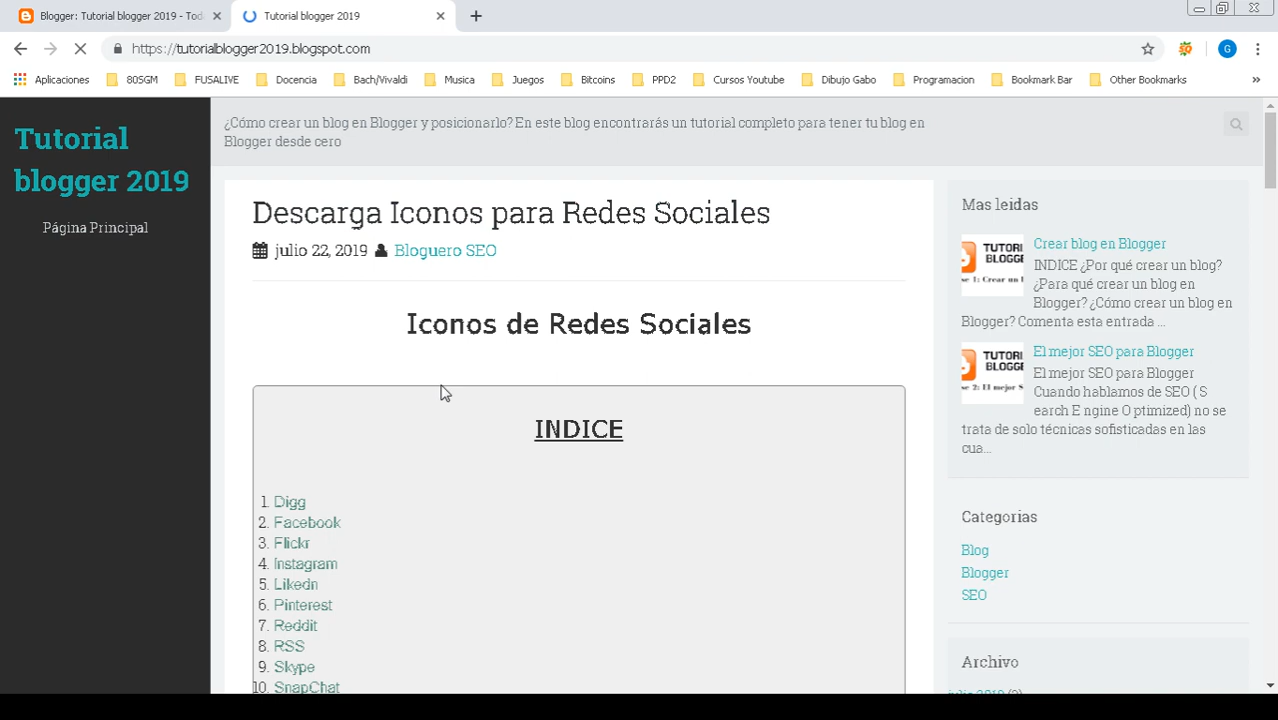 Blogger: Tutorial blogger 2019 - Tod
Tutorial blogger 2019
https://tutorialblogger2019.blogspot.com
G
Aplicaciones
80SGM
FUSALIVE
Docencia
Bach/Vivaldi
Musica
Juegos
Bitcoins
PPD2
Cursos Youtube
Dibujo Gabo
Programacion
Bookmark Bar
Other Bookmarks
Tutorial
blogger 2019
Página Principal
¿Cómo crear un blog en Blogger y posicionarlo? En este blog encontrarás un tutorial completo para tener tu blog en
Blogger desde cero
Descarga Iconos para Redes Sociales
julio 22, 2019 Bloguero SEO
Iconos de Redes Sociales
INDICE
1. Digg
2. Facebook
3. Flickr
4. Instagram
5. Likedn
6. Pinterest
7. Reddit
8. RSS
9. Skype
10. SnapChat
Mas leidas
Crear blog en Blogger
INDICE ¿Por qué crear un blog?
¿Para qué crear un blog en
Blogger? ¿Cómo crear un blog en
Blogger? Comenta esta entrada ...
El mejor SEO para Blogger
El mejor SEO para Blogger
Cuando hablamos de SEO ( S
earch E ngine O ptimized) no se
trata de solo técnicas sofisticadas en las
cua...
Categorias
Blog
Blogger
SEO
Archivo
julio 2019 (2)